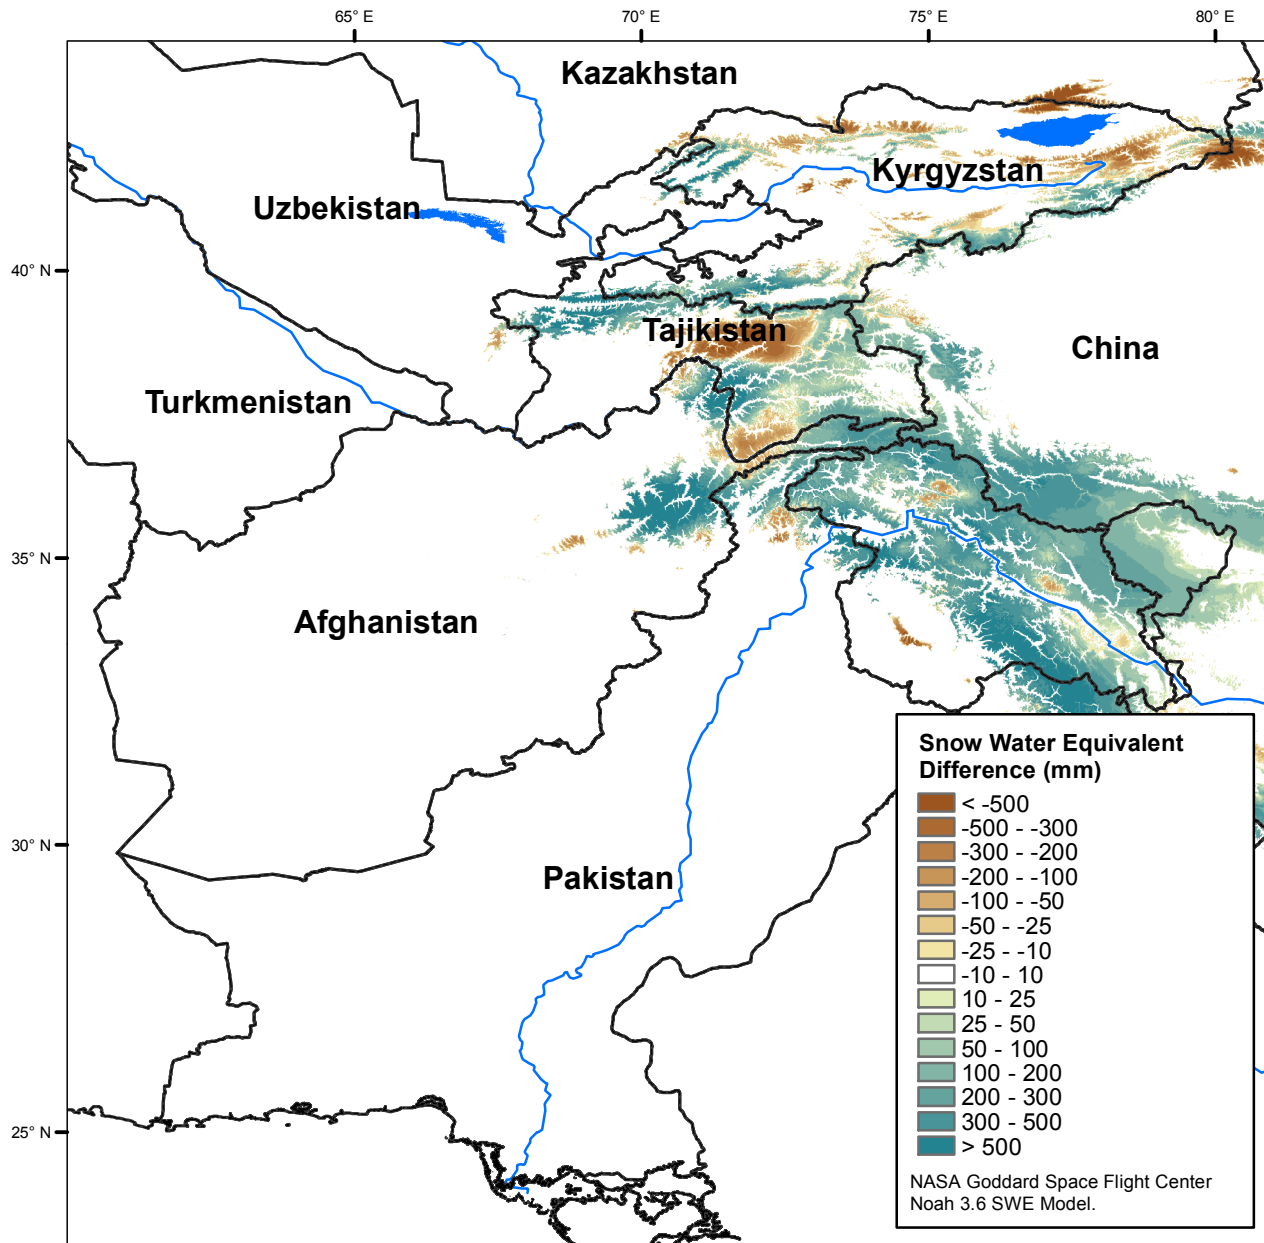 65° E
70° E
75° E
80° E
Kazakhstan
Kyrgyzstan
Uzbekistan
40° N
Tajikistan
China
Turkmenistan
35° N
Afghanistan
Snow Water Equivalent
Difference (mm)
< -500
-500 - -300
-300 - -200
-200 - -100
-100 - -50
-50 - -25
-25 - -10
-10 - 10
10 - 25
25 - 50
50 - 100
100 - 200
200 - 300
300 - 500
> 500
NASA Goddard Space Flight Center
Noah 3.6 SWE Model.
30° N
Pakistan
25° N